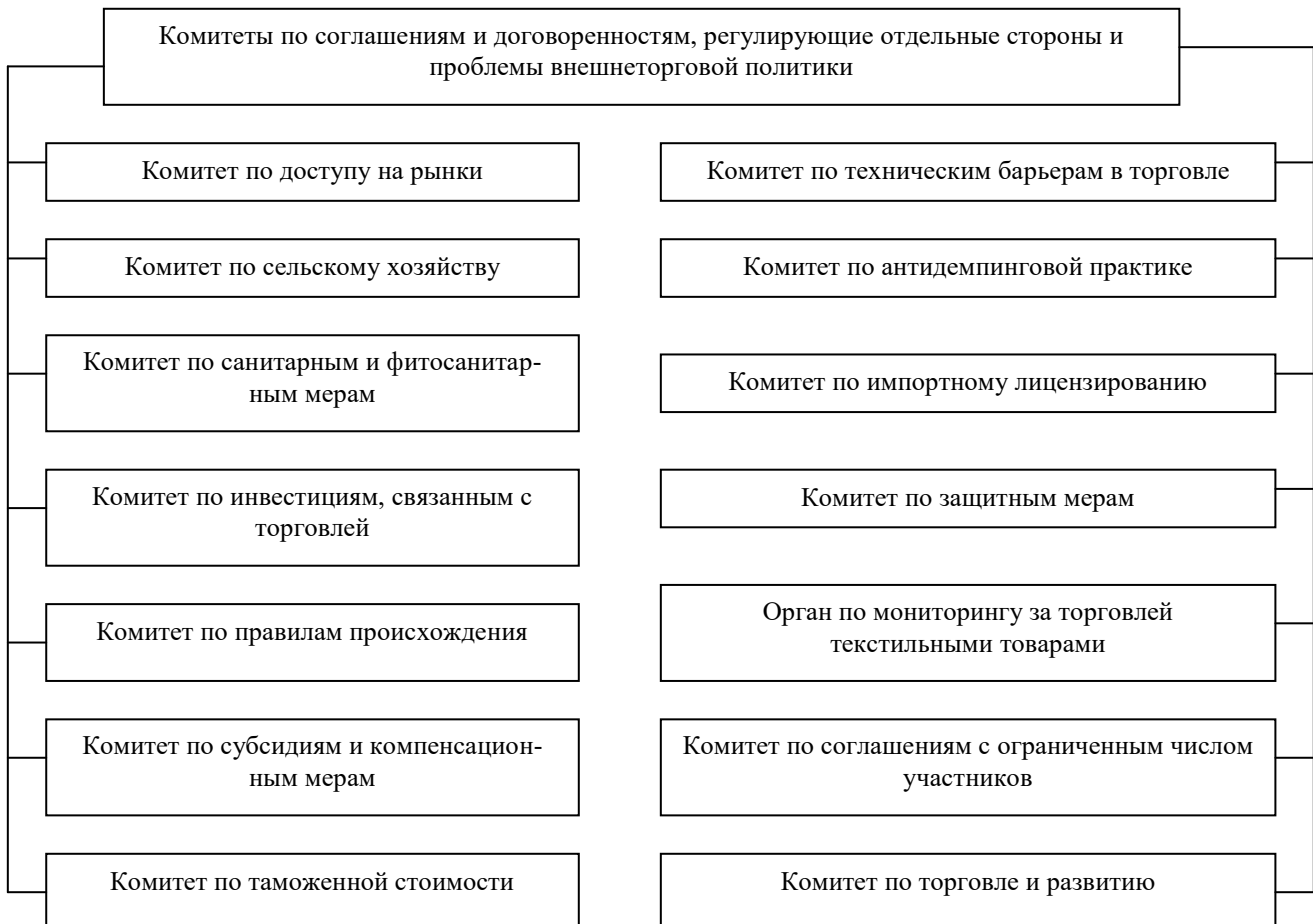 Комитеты по соглашениям и договоренностям, регулирующие отдельные стороны и
проблемы внешнеторговой политики
Комитет по доступу на рынки
Комитет по сельскому хозяйству
Комитет по санитарным и фитосанитар-
ным мерам
Комитет по инвестициям, связанным с
торговлей
Комитет по правилам происхождения
Комитет по субсидиям и компенсацион-
ным мерам
Комитет по таможенной стоимости
Комитет по техническим барьерам в торговле
Комитет по антидемпинговой практике
Комитет по импортному лицензированию
Комитет по защитным мерам
Орган по мониторингу за торговлей
текстильными товарами
Комитет по соглашениям с ограниченным числом
участников
Комитет по торговле и развитию